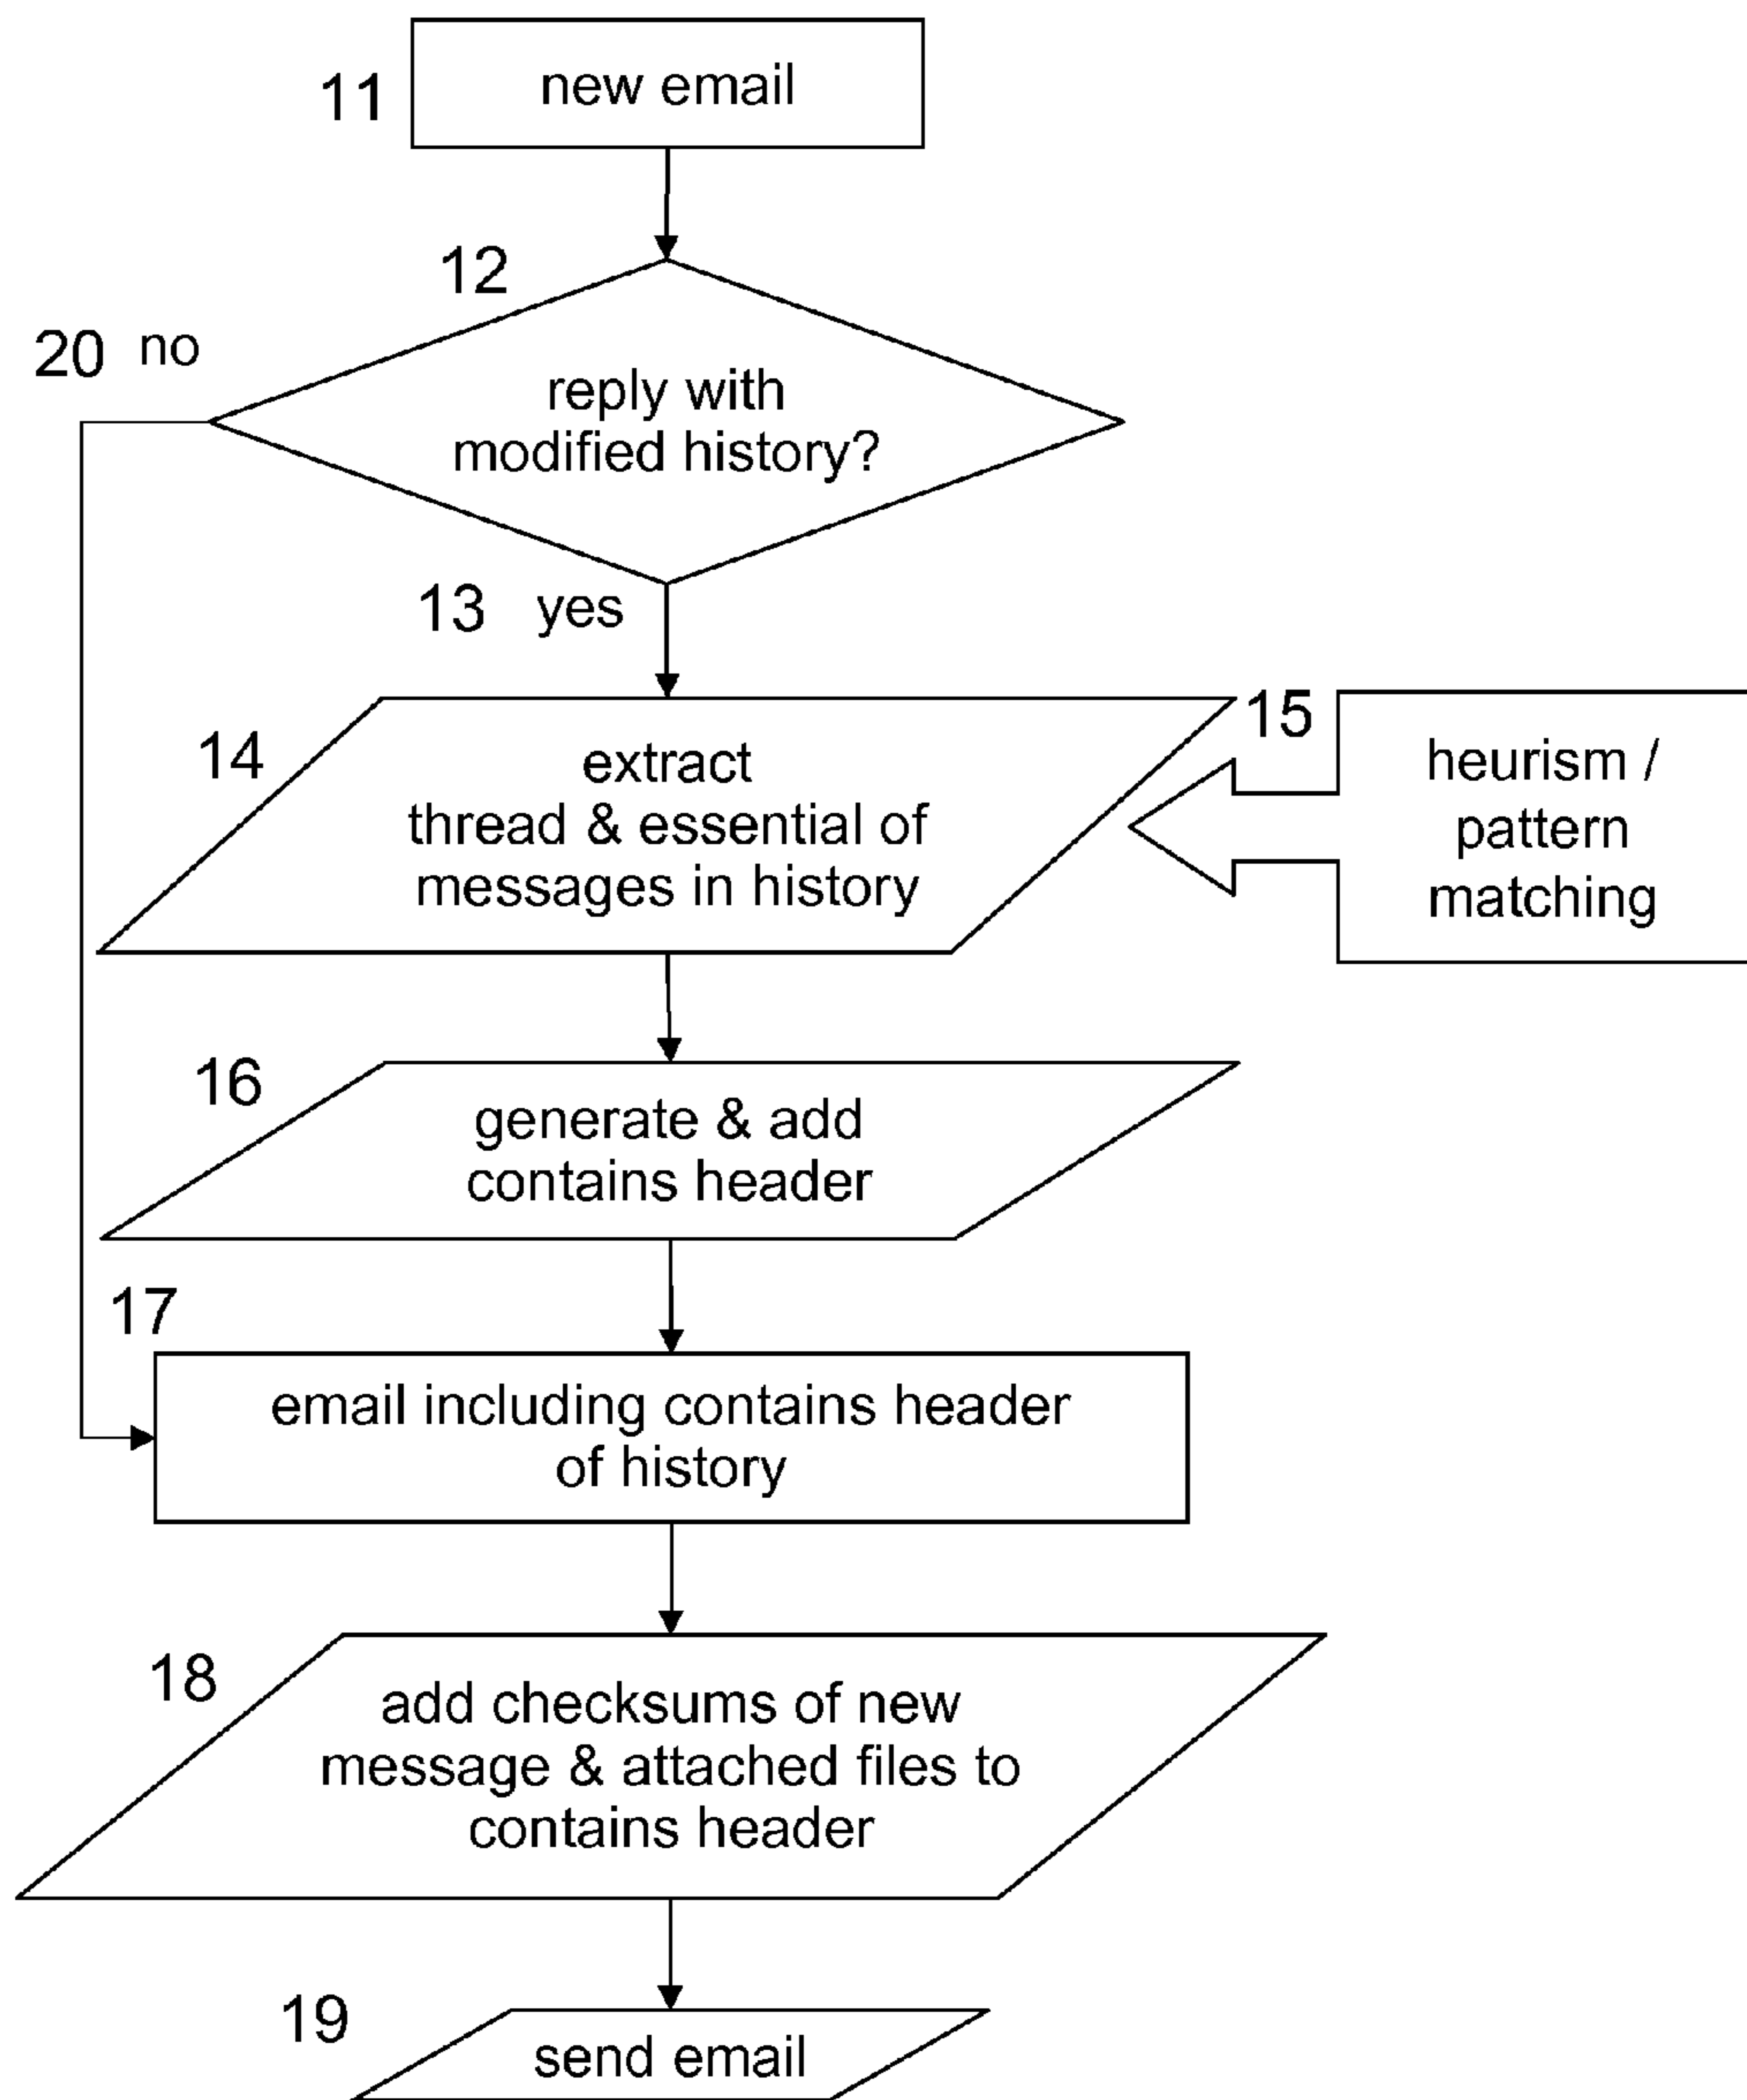 11
new email
12
20 no
reply with
modified history?
13 yes
14
extract
thread & essential of
messages in history
15
heurism /
pattern
matching
16
generate & add
contains header
17
email including contains header
of history
18
add checksums of new
message & attached files to
contains header
19
send email